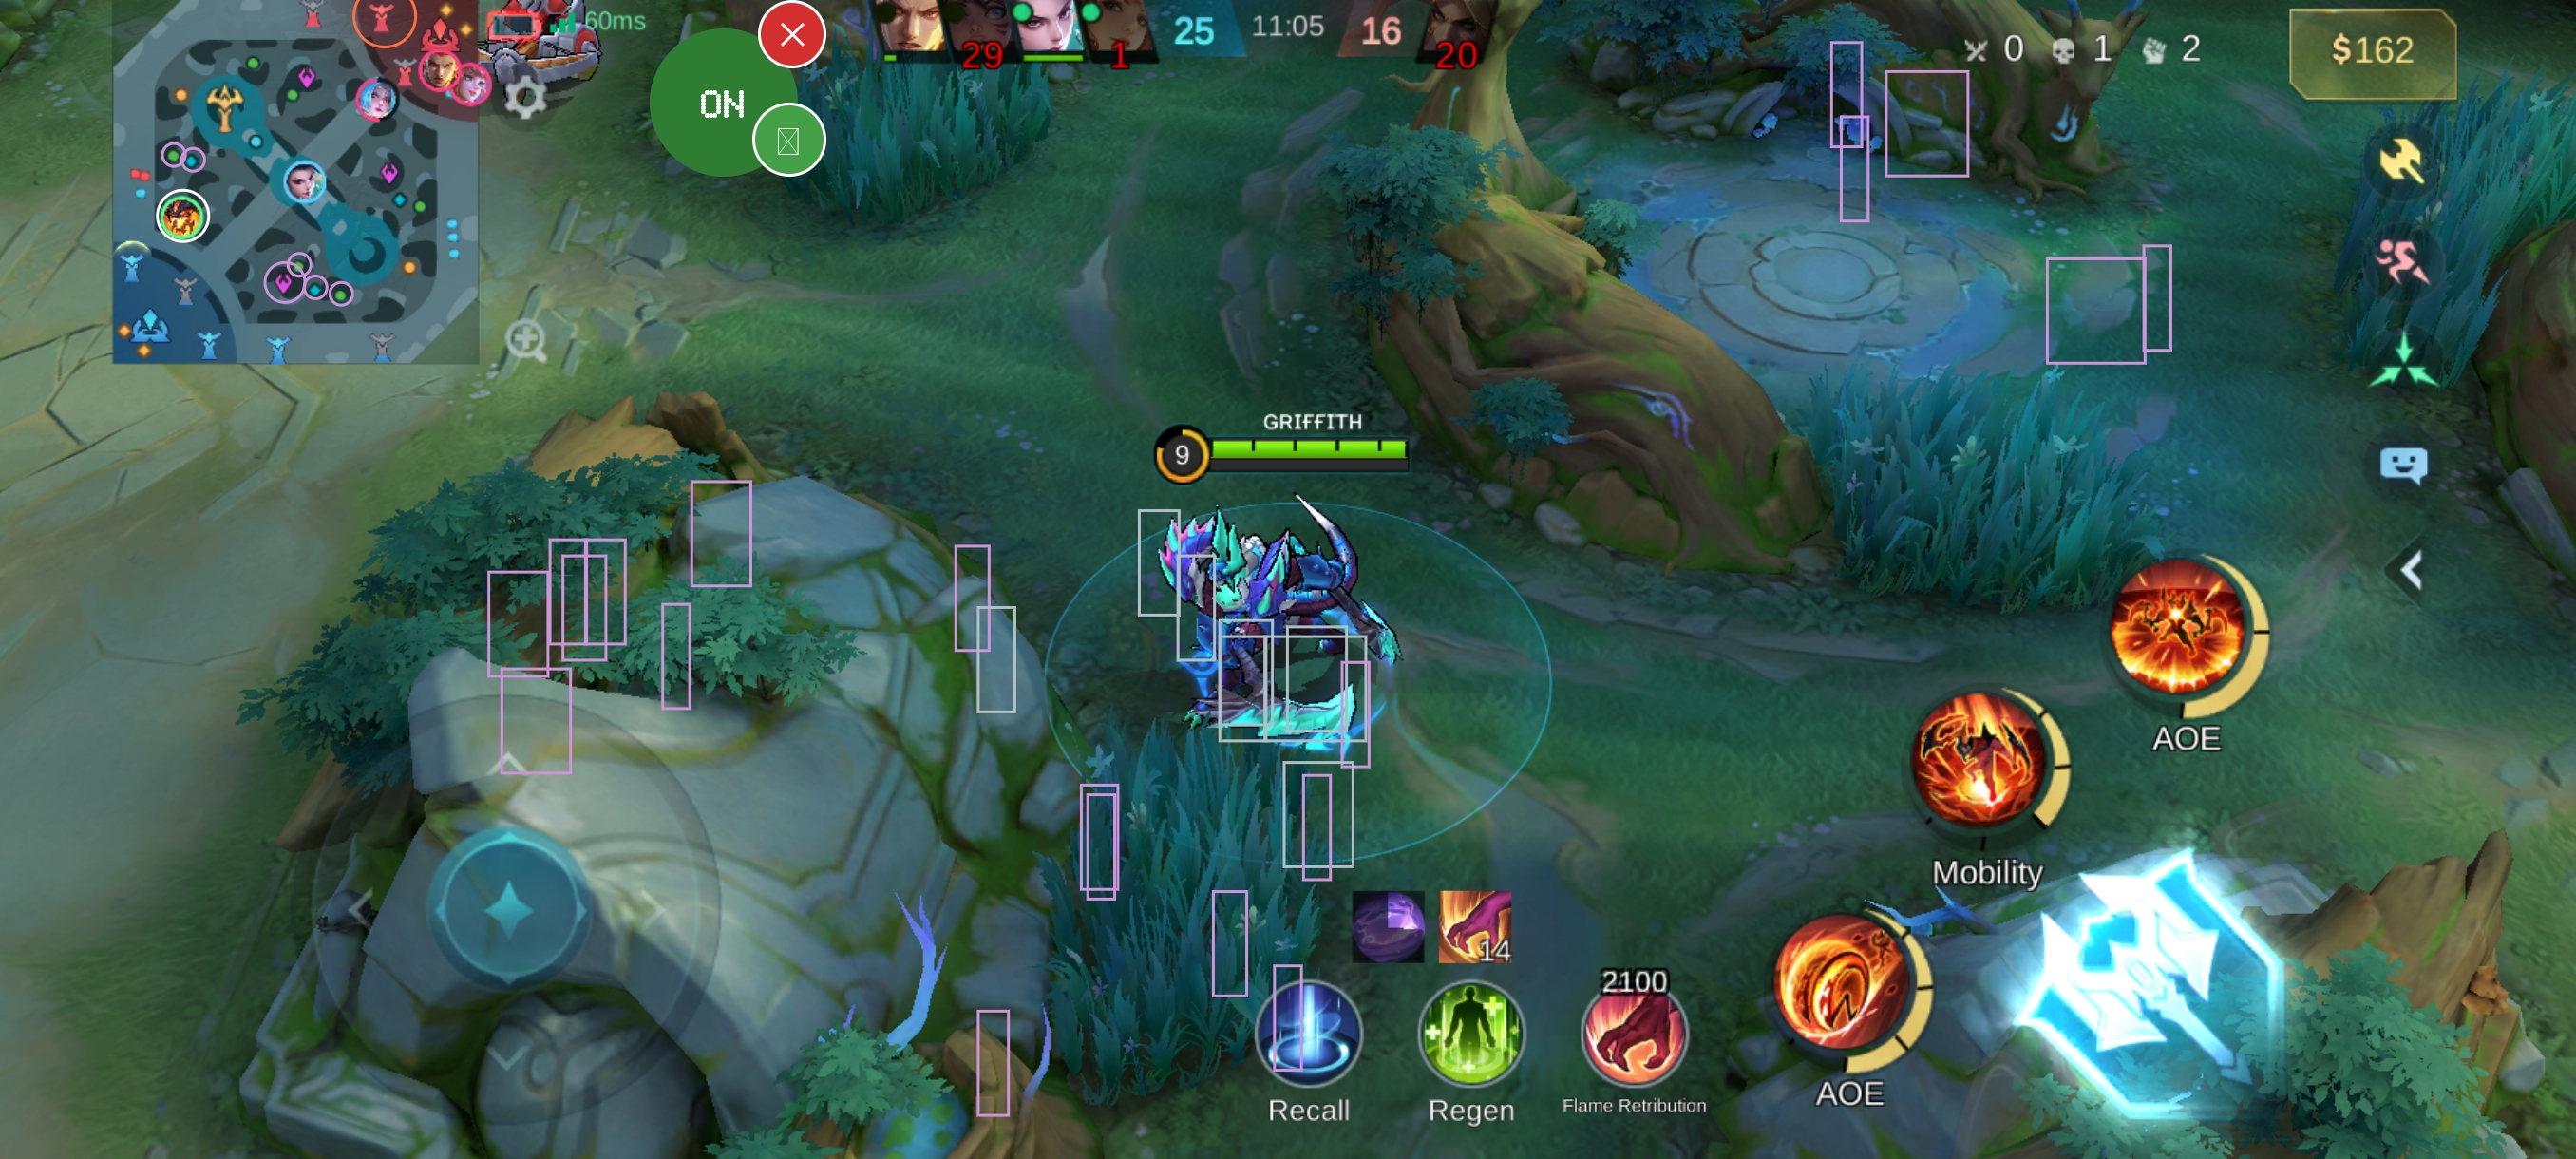 60ms
ON
29
1
25
11:05
16
20
0
1
2
$162
GRIFFITH
9
AOE
Mobility
14
2100
Recall
Regen
Flame Retribution
AOE